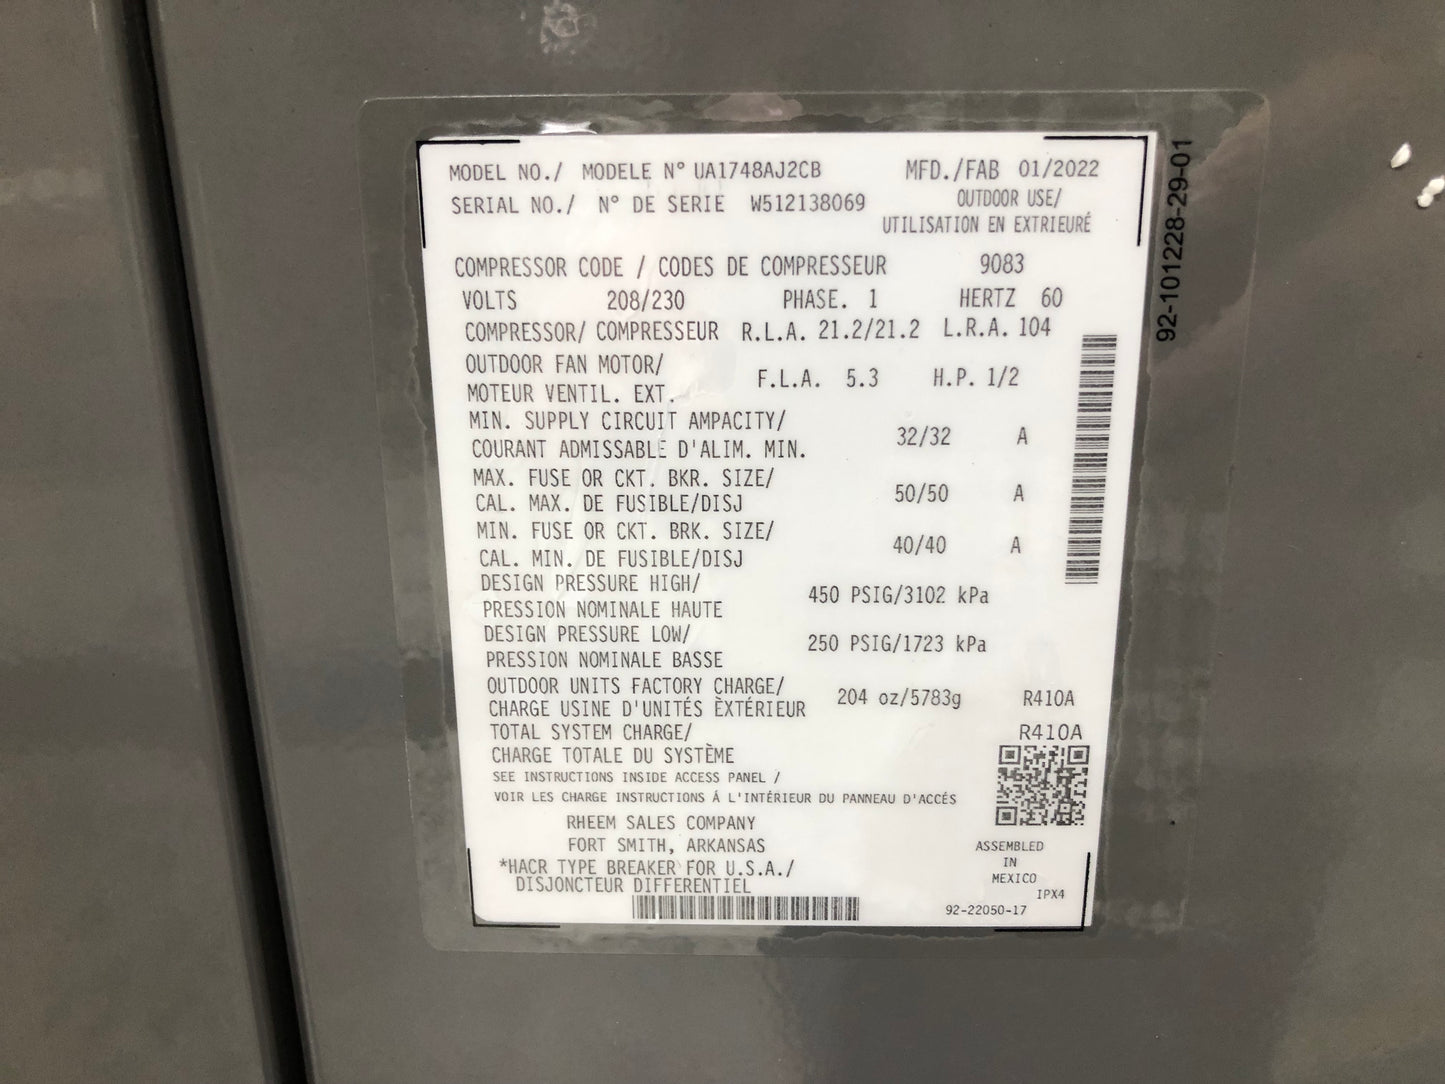 MODEL NO./ MODELE N° UA1748AJ2CB MFD./FAB 01/2022
SERIAL NO./ N° DE SERIE W512138069 OUTDOOR USE/
UTILISATION EN EXTRIEURÉ
COMPRESSOR CODE / CODES DE COMPRESSEUR 9083
VOLTS 208/230 PHASE. 1 HERTZ 60
COMPRESSOR/ COMPRESSEUR R.L.A. 21.2/21.2 L.R.A. 104
OUTDOOR FAN MOTOR/
MOTEUR VENTIL. EXT. F.L.A. 5.3 H.P. 1/2
MIN. SUPPLY CIRCUIT AMPACITY/
COURANT ADMISSABLE D'ALIM. MIN. 32/32 A
MAX. FUSE OR CKT. BKR. SIZE/
CAL. MAX. DE FUSIBLE/DISJ 50/50 A
MIN. FUSE OR CKT. BRK. SIZE/
CAL. MIN. DE FUSIBLE/DISJ 40/40 A
DESIGN PRESSURE HIGH/
PRESSION NOMINALE HAUTE 450 PSIG/3102 kPa
DESIGN PRESSURE LOW/
PRESSION NOMINALE BASSE 250 PSIG/1723 kPa
OUTDOOR UNITS FACTORY CHARGE/
CHARGE USINE D'UNITÉS ÈXTÉRIEUR 204 oz/5783g R410A
TOTAL SYSTEM CHARGE/ R410A
CHARGE TOTALE DU SYSTÈME
SEE INSTRUCTIONS INSIDE ACCESS PANEL /
VOIR LES CHARGE INSTRUCTIONS Á L'INTÉRIEUR DU PANNEAU D'ACCÉS
RHEEM SALES COMPANY
FORT SMITH, ARKANSAS
*HACR TYPE BREAKER FOR U.S.A./
DISJONCTEUR DIFFERENTIEL
ASSEMBLED
IN
MEXICO
IPX4
92-22050-17
92-101228-29-01